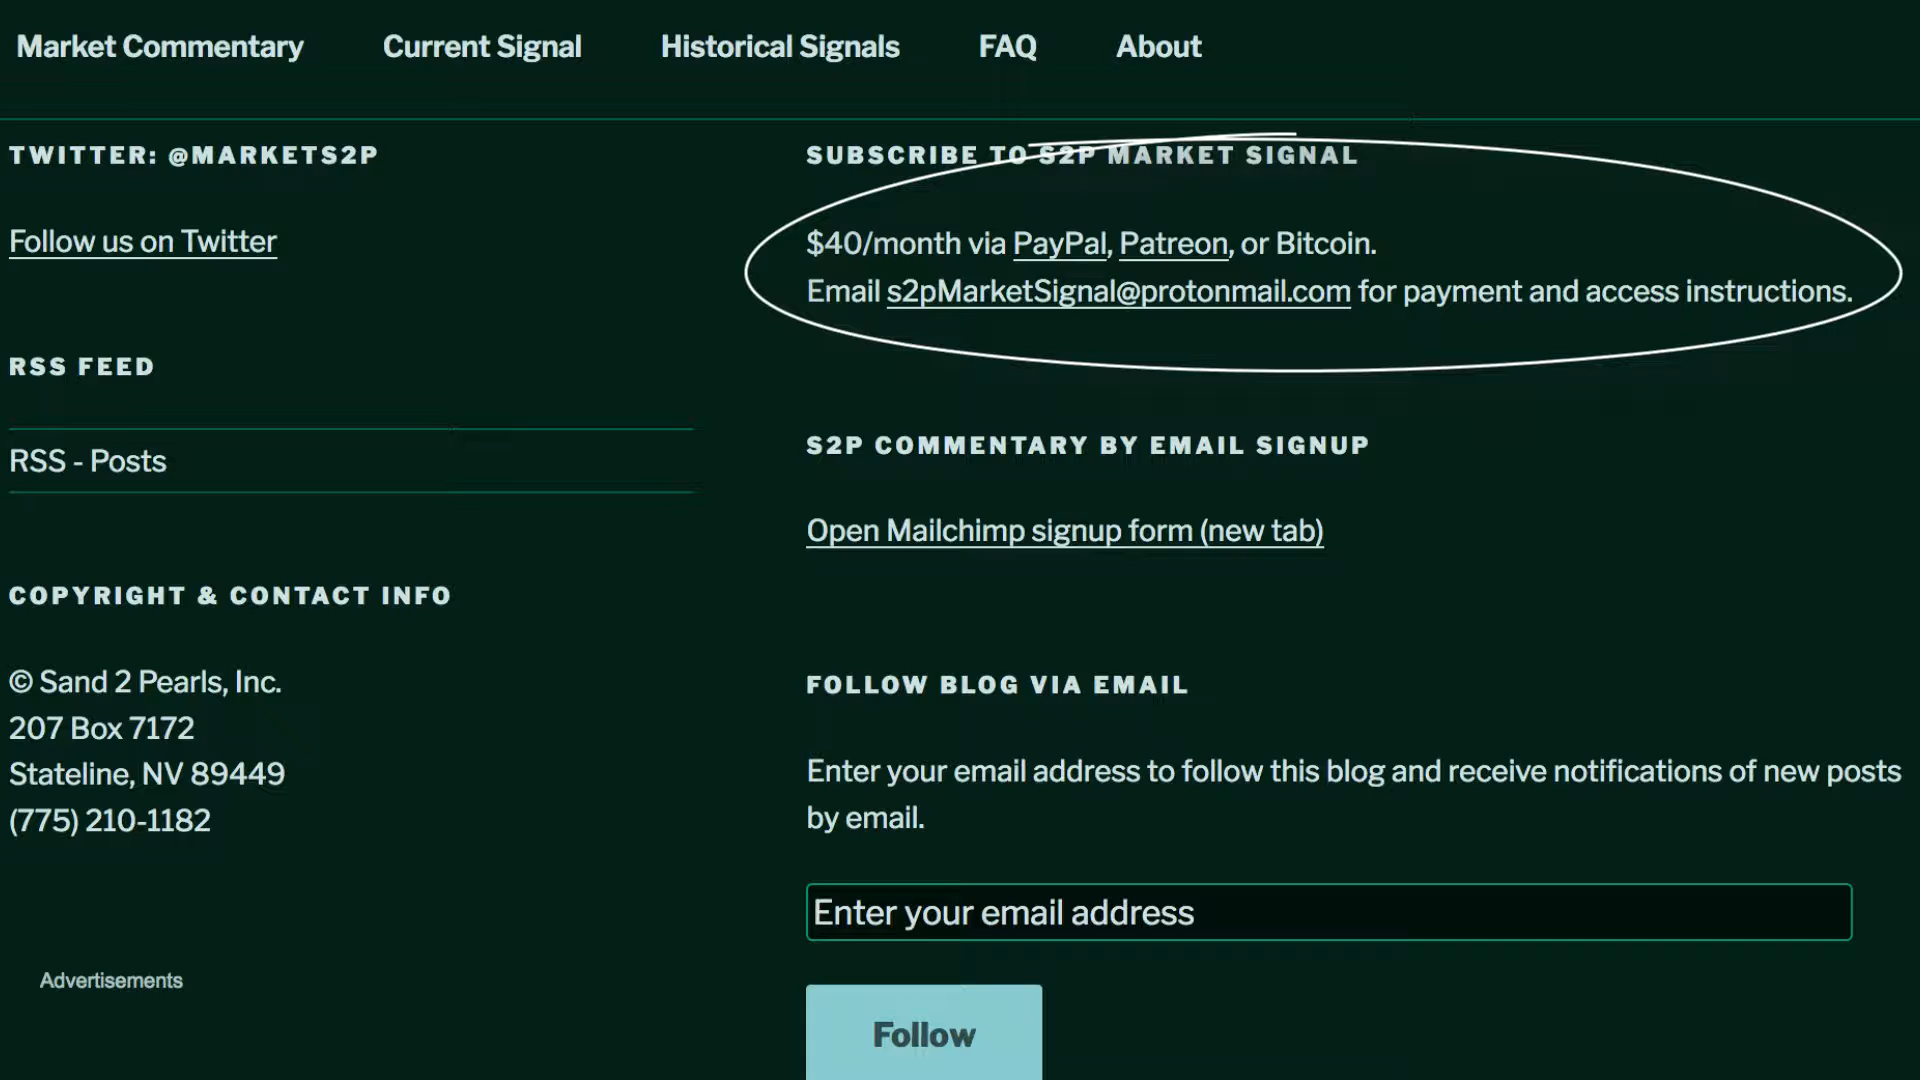 Market Commentary
Current Signal
Historical Signals
FAQ
About
TWITTER: @MARKETS2P
Follow us on Twitter
RSS FEED
RSS - Posts
COPYRIGHT & CONTACT INFO
© Sand 2 Pearls, Inc.
207 Box 7172
Stateline, NV 89449
(775) 210-1182
Advertisements
SUBSCRIBE TO S2P MARKET SIGNAL
$40/month via PayPal, Patreon, or Bitcoin.
Email s2pMarketSignal@protonmail.com for payment and access instructions.
S2P COMMENTARY BY EMAIL SIGNUP
Open Mailchimp signup form (new tab)
FOLLOW BLOG VIA EMAIL
Enter your email address to follow this blog and receive notifications of new posts
by email.
Enter your email address
Follow